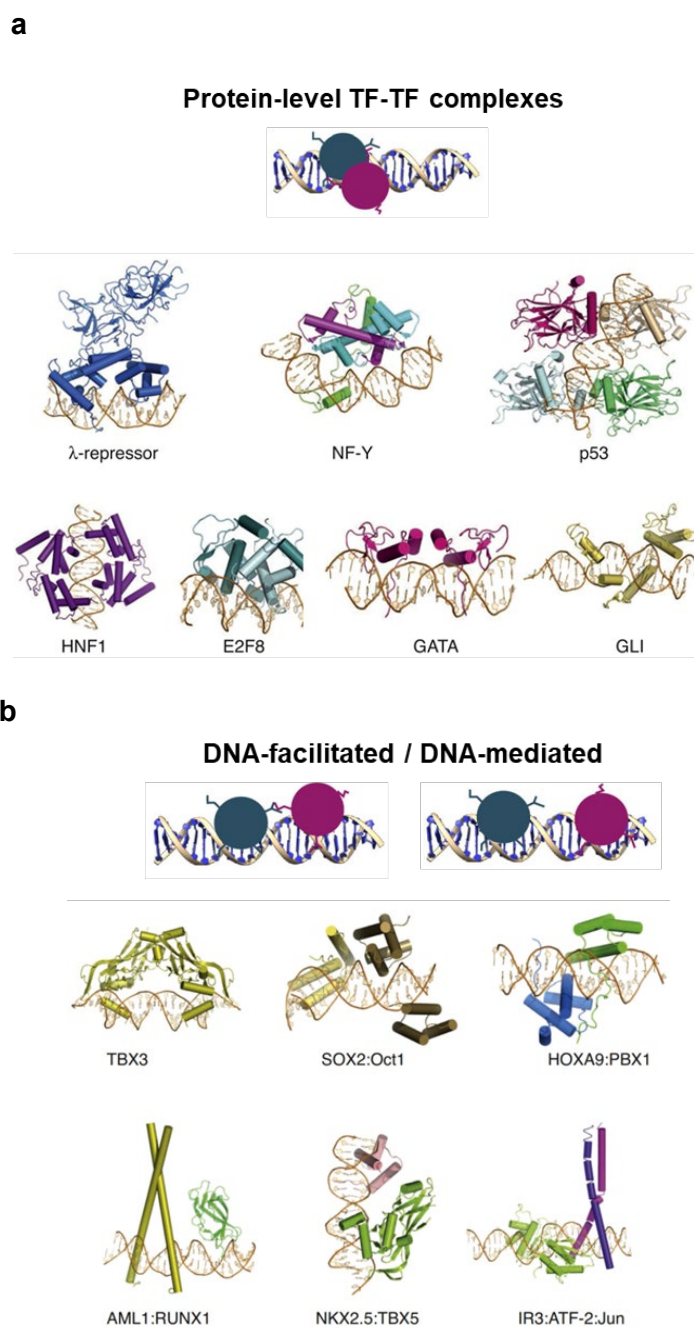 a
Protein-level TF-TF complexes
λ-repressor NF-Y p53
HNF1 E2F8 GATA GLI
b
DNA-facilitated / DNA-mediated
TBX3 SOX2:Oct1 HOXA9:PBX1
AML1:RUNX1 NKX2.5:TBX5 IR3:ATF-2:Jun